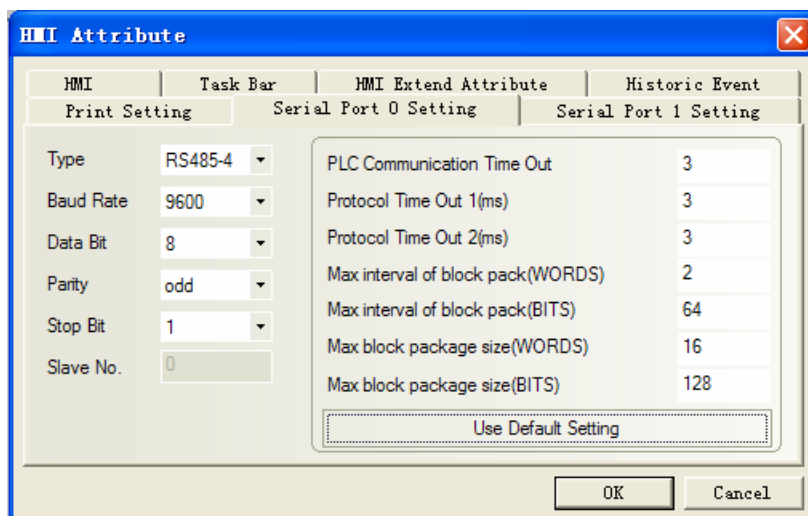 HMI Attribute
HMI Task Bar HMI Extend Attribute Historic Event
Print Setting Serial Port 0 Setting Serial Port 1 Setting
Type RS485-4
Baud Rate 9600
Data Bit 8
Parity odd
Stop Bit 1
Slave No. 0
PLC Communication Time Out 3
Protocol Time Out 1(ms) 3
Protocol Time Out 2(ms) 3
Max interval of block pack(WORDS) 2
Max interval of block pack(BITS) 64
Max block package size(WORDS) 16
Max block package size(BITS) 128
Use Default Setting
OK Cancel